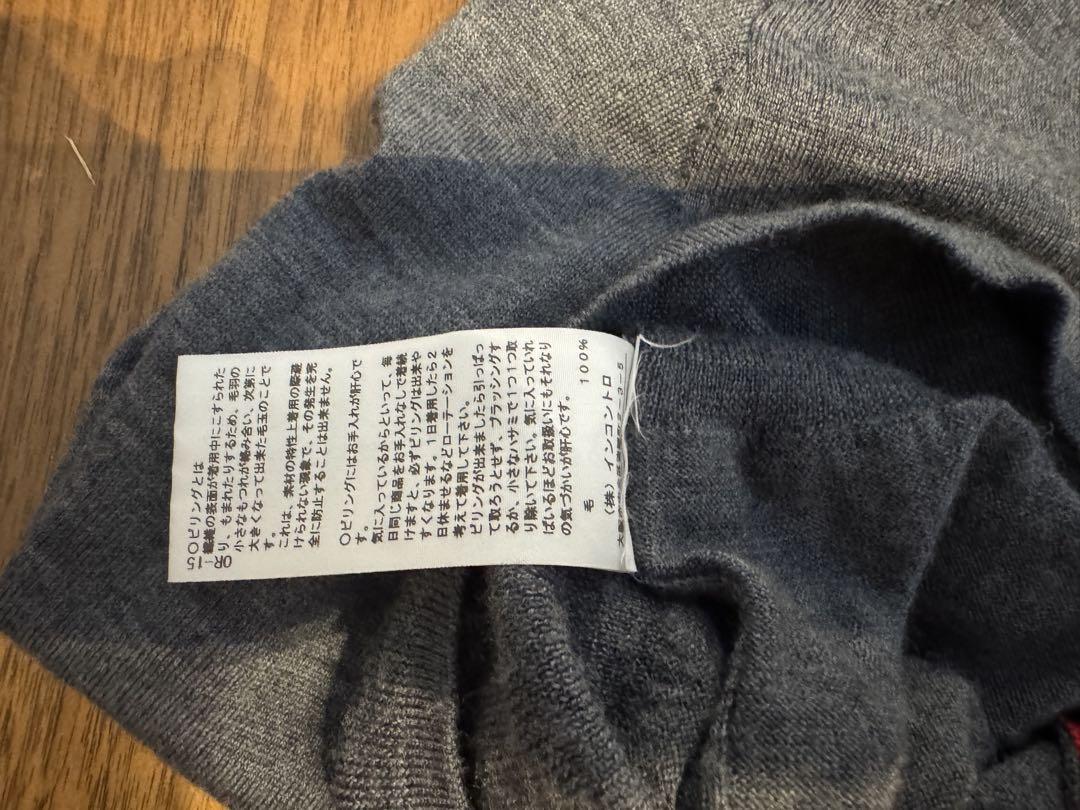 ○ピリングとは
繊維の表面が着用中にこすられた
り、もまれたりするため、毛羽の
小さなもつれが絡み合い、次第に
大きくなって出来た毛玉のことで
す。
これは、素材の特性上着用の際避
けられない現象で、その発生を完
全に防止することは出来ません。
○ピリングにはお手入れが肝心で
す。
気に入っているからといって、毎
日同じ商品をお手入れなしで着続
けますと、必ずピリングは出来や
すくなります。1日着用したら2
日休ませるなどローテーションを
考えて着用して下さい。
ピリングが出来ましたら引っぱっ
て取ろうとせず、ブラッシングす
るか、小さなハサミで1つ1つ取
り除いて下さい。気に入っていれ
ばいるほどお取扱いにもそれなり
の気づかいが肝心です。
毛 100%
(株)インコントロ